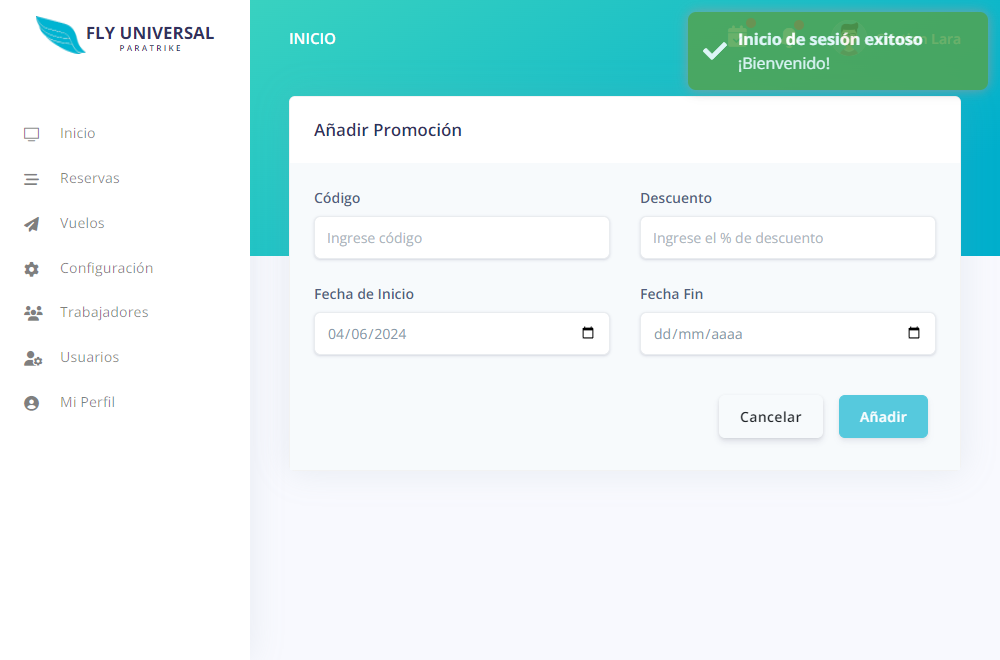 FLY UNIVERSAL
PARATRIKE
Inicio
Reservas
Vuelos
Configuración
Trabajadores
Usuarios
Mi Perfil
INICIO
Inicio de sesión exitoso
Lara
¡Bienvenido!
Añadir Promoción
Código
Descuento
Ingrese código
Ingrese el % de descuento
Fecha de Inicio
Fecha Fin
04/06/2024
dd/mm/aaaa
Cancelar
Añadir